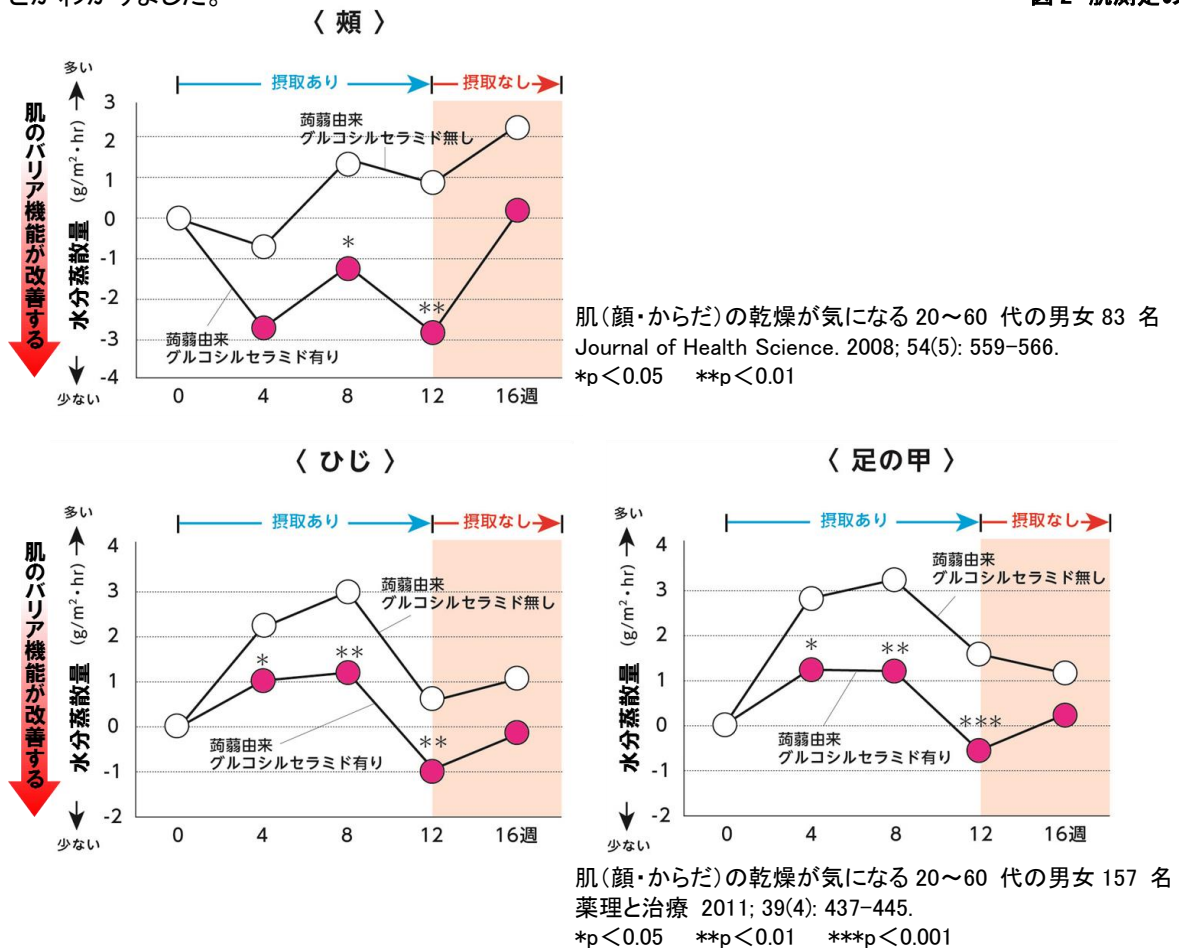 とがわかりました。
図2 肌測定の
〈 頰 〉
多い
摂取あり
摂取なし
肌のバリア機能が改善する
水分蒸散量 (g/m²・hr)
3
2
1
0
-1
-2
-3
-4
少ない
蒟蒻由来
グルコシルセラミド無し
*
**
蒟蒻由来
グルコシルセラミド有り
0 4 8 12 16週
肌(顔・からだ)の乾燥が気になる 20~60 代の男女 83 名
Journal of Health Science. 2008; 54(5): 559-566.
*p<0.05 **p<0.01
〈 ひじ 〉
多い
摂取あり
摂取なし
肌のバリア機能が改善する
水分蒸散量 (g/m²・hr)
4
3
2
1
0
-1
-2
少ない
蒟蒻由来
グルコシルセラミド無し
*
**
**
蒟蒻由来
グルコシルセラミド有り
0 4 8 12 16週
〈 足の甲 〉
多い
摂取あり
摂取なし
水分蒸散量 (g/m²・hr)
4
3
2
1
0
-1
-2
少ない
蒟蒻由来
グルコシルセラミド無し
*
**
***
蒟蒻由来
グルコシルセラミド有り
0 4 8 12 16週
肌(顔・からだ)の乾燥が気になる 20~60 代の男女 157 名
薬理と治療 2011; 39(4): 437-445.
*p<0.05 **p<0.01 ***p<0.001